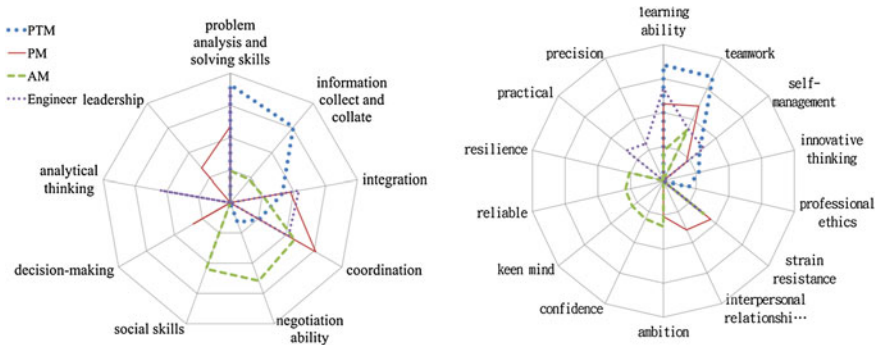 PTM
PM
AM
Engineer leadership
problem
analysis and
solving skills
information
collect and
collate
integration
coordination
negotiation
ability
social skills
decision-making
analytical
thinking
leadership
learning
ability
teamwork
self-
management
innovative
thinking
professional
ethics
strain
resistance
interpersonal
relationshi…
ambition
confidence
keen mind
reliable
resilience
practical
precision